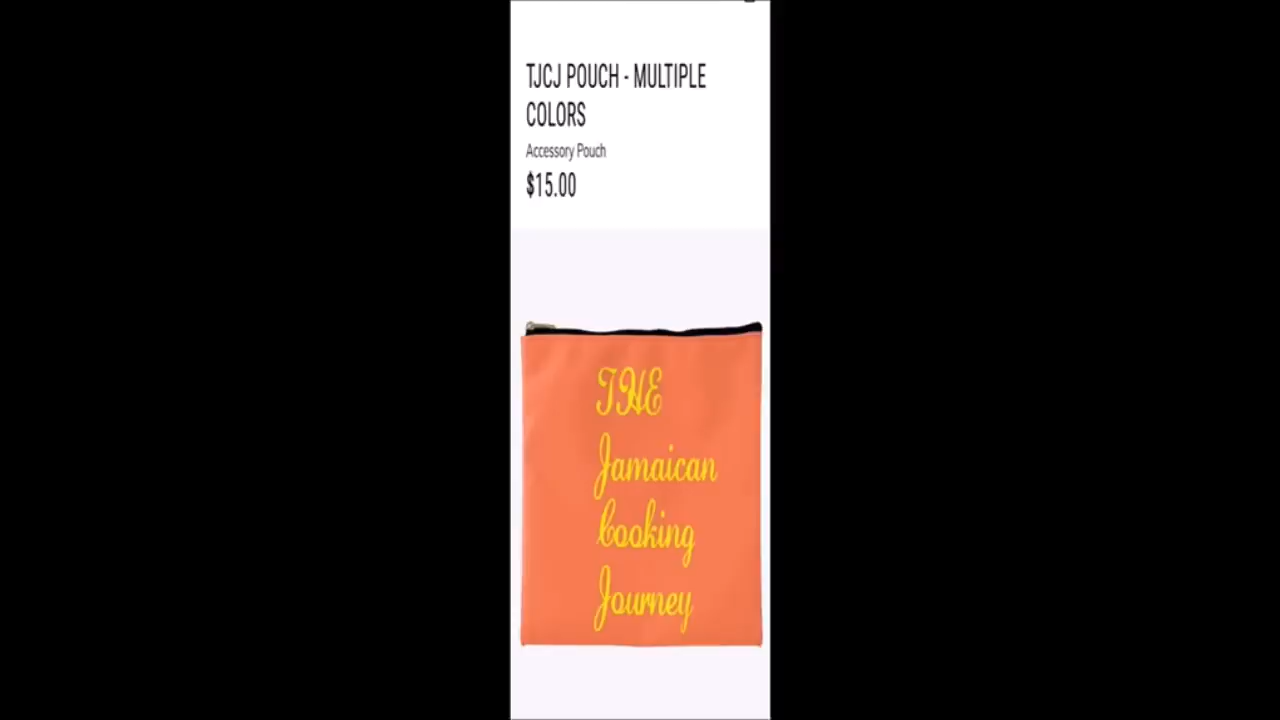 TJCJ POUCH - MULTIPLE
COLORS
Accessory Pouch
$15.00
THE
Jamaican
Cooking
Journey